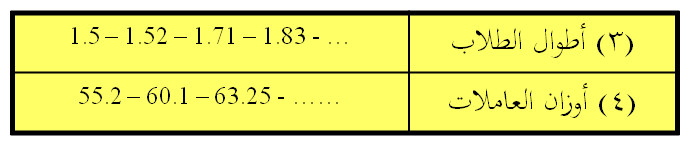 (٣) أطوال الطلاب 1.5 – 1.52 – 1.71 – 1.83 - ...
(٤) أوزان العاملات 55.2 – 60.1 – 63.25 - ......